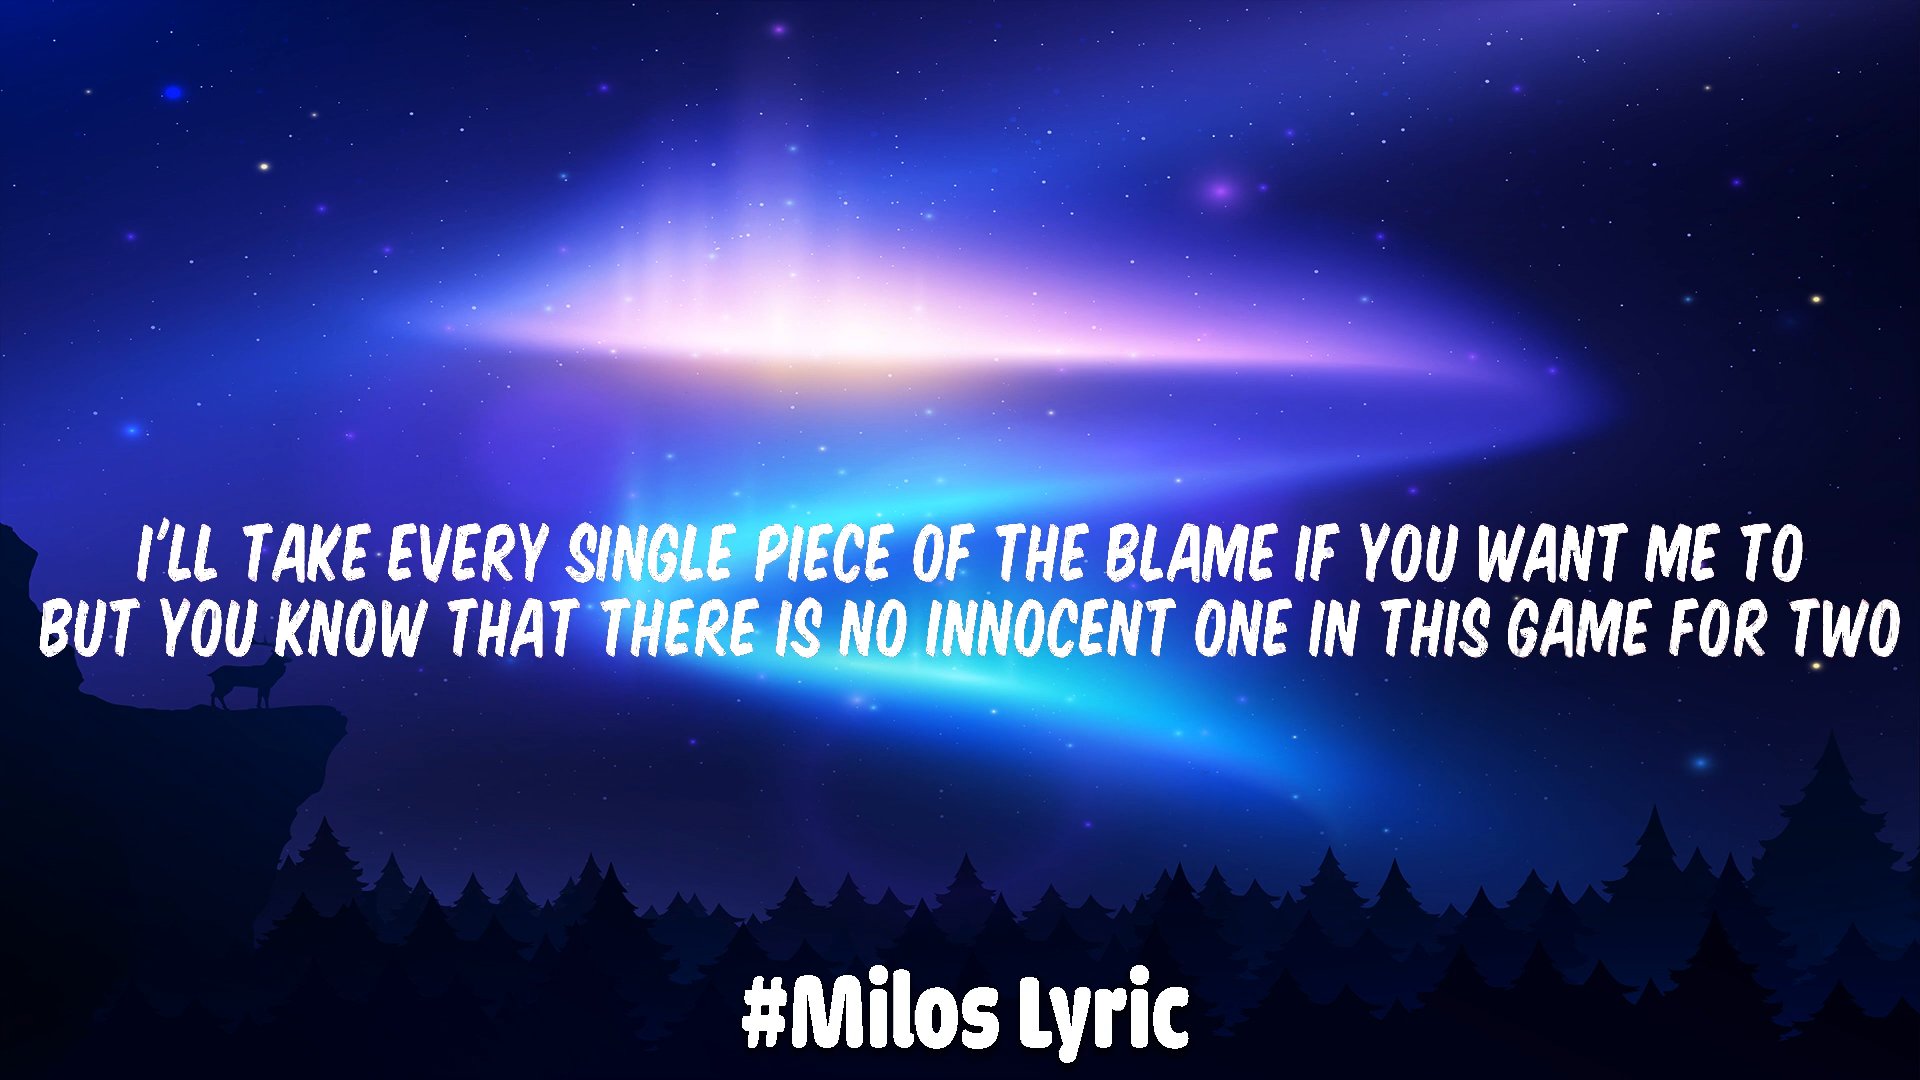 I'LL TAKE EVERY SINGLE PIECE OF THE BLAME IF YOU WANT ME TO
BUT YOU KNOW THAT THERE IS NO INNOCENT ONE IN THIS GAME FOR TWO
#Milos Lyric